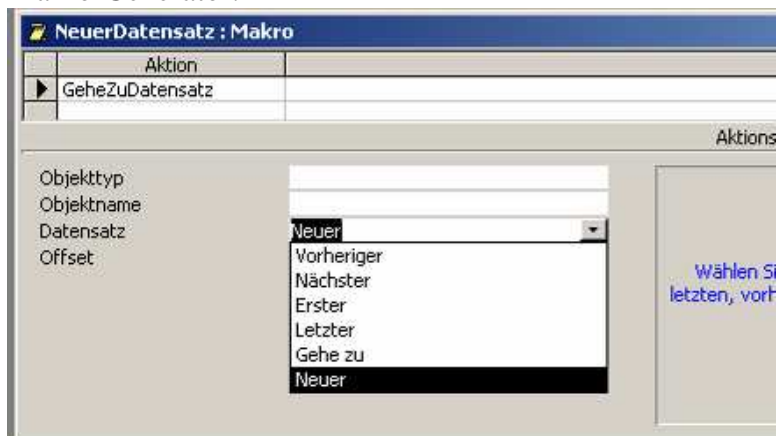 NeuerDatensatz : Makro
Aktion
GeheZuDatensatz
Aktions
Objekttyp
Objektname
Datensatz
Neuer
Offset
Vorheriger
Nächster
Erster
Letzter
Gehe zu
Neuer
Wählen Si
letzten, vorh